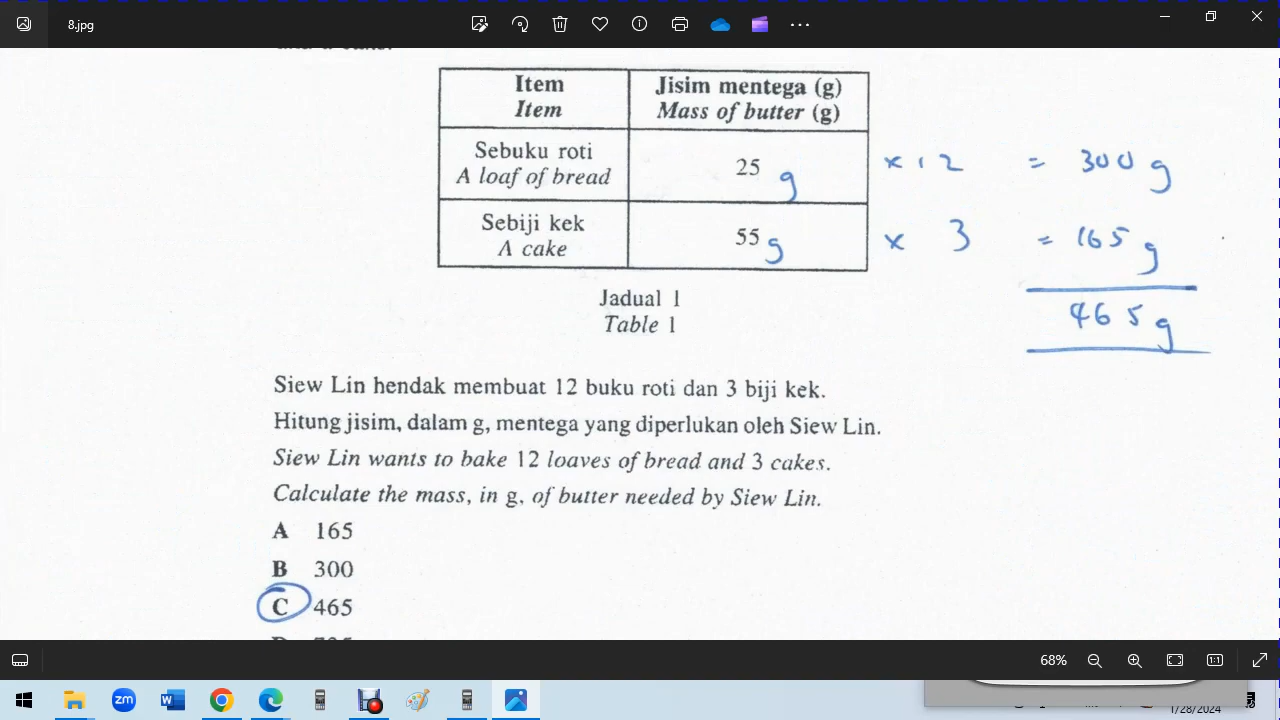 8.jpg
Item
Item
Jisim mentega (g)
Mass of butter (g)
Sebuku roti
A loaf of bread
25 g
× 12 = 300 g
Sebiji kek
A cake
55 g
× 3 = 165 g
465 g
Jadual 1
Table 1
Siew Lin hendak membuat 12 buku roti dan 3 biji kek.
Hitung jisim, dalam g, mentega yang diperlukan oleh Siew Lin.
Siew Lin wants to bake 12 loaves of bread and 3 cakes.
Calculate the mass, in g, of butter needed by Siew Lin.
A 165
B 300
C 465
68%
1:1
zm
1/28/2024